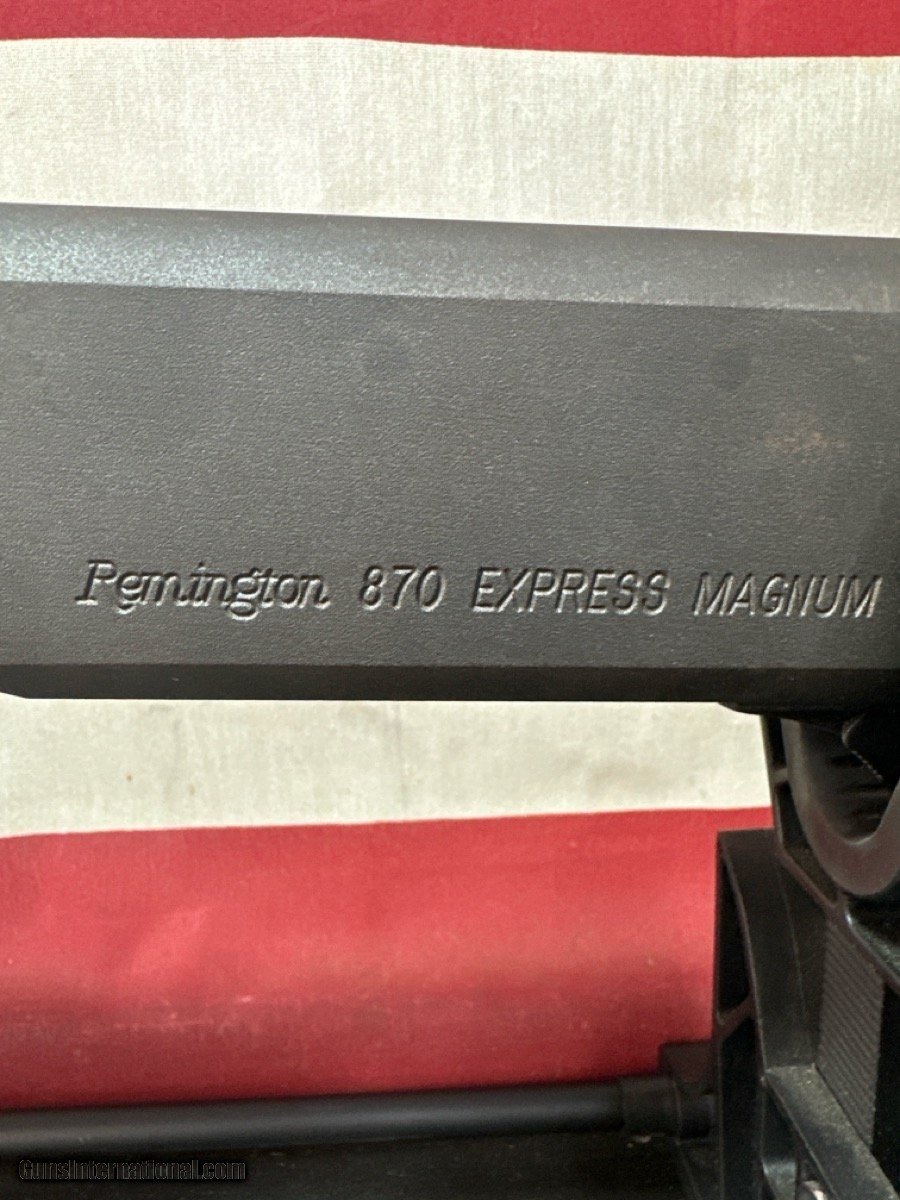 Remington 870 EXPRESS MAGNUM
GunsInternational.com